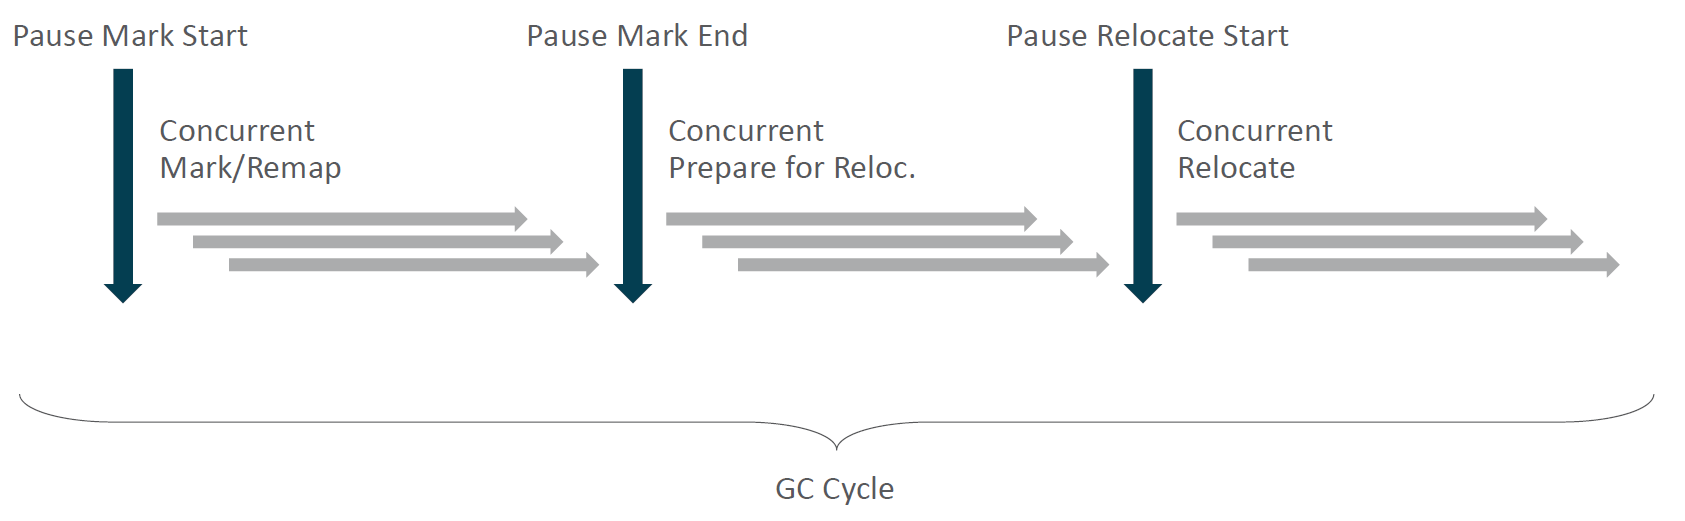 Pause Mark Start
Pause Mark End
Pause Relocate Start
Concurrent
Mark/Remap
Concurrent
Prepare for Reloc.
Concurrent
Relocate
GC Cycle